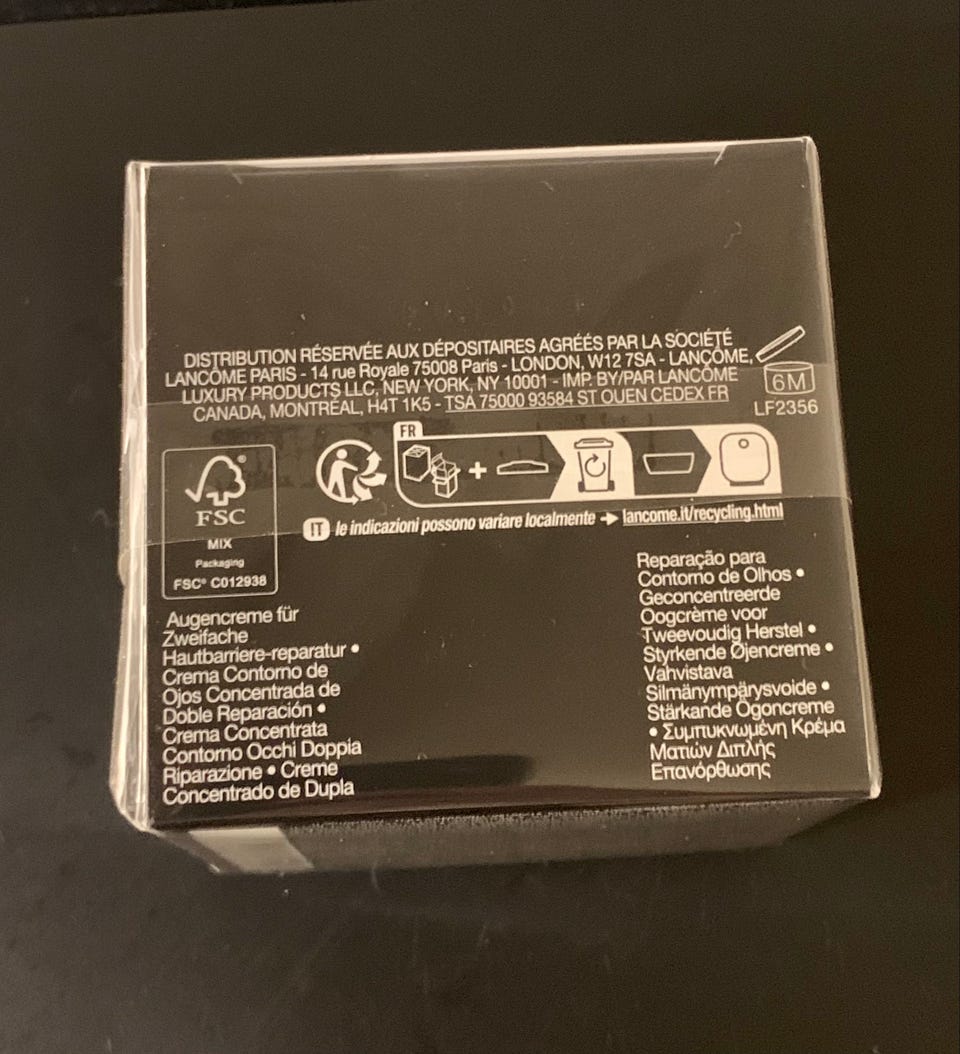 DISTRIBUTION RÉSERVÉE AUX DÉPOSITAIRES AGRÉÉS PAR LA SOCIÉTÉ
LANCÔME PARIS - 14 rue Royale 75008 Paris - LONDON, W12 7SA - LANCÔME,
LUXURY PRODUCTS LLC, NEW YORK, NY 10001 - IMP. BY/PAR LANCÔME
CANADA, MONTRÉAL, H4T 1K5 - TSA 75000 93584 ST OUEN CEDEX FR
6M
LF2356
FR
+
FSC®
MIX
Packaging
FSC® C012938
IT le indicazioni possono variare localmente → lancome.it/recycling.html
Augencreme für
Zweifache
Hautbarriere-reparatur •
Crema Contorno de
Ojos Concentrada de
Doble Reparación •
Crema Concentrata
Contorno Occhi Doppia
Riparazione • Creme
Concentrado de Dupla
Reparação para
Contorno de Olhos •
Geconcentreerde
Oogcrème voor
Tweevoudig Herstel •
Styrkende Øjencreme •
Vahvistava
Silmänympärysvoide •
Stärkande Ögoncreme
• Συμπυκνωμένη Κρέμα
Ματιών Διπλής
Επανόρθωσης